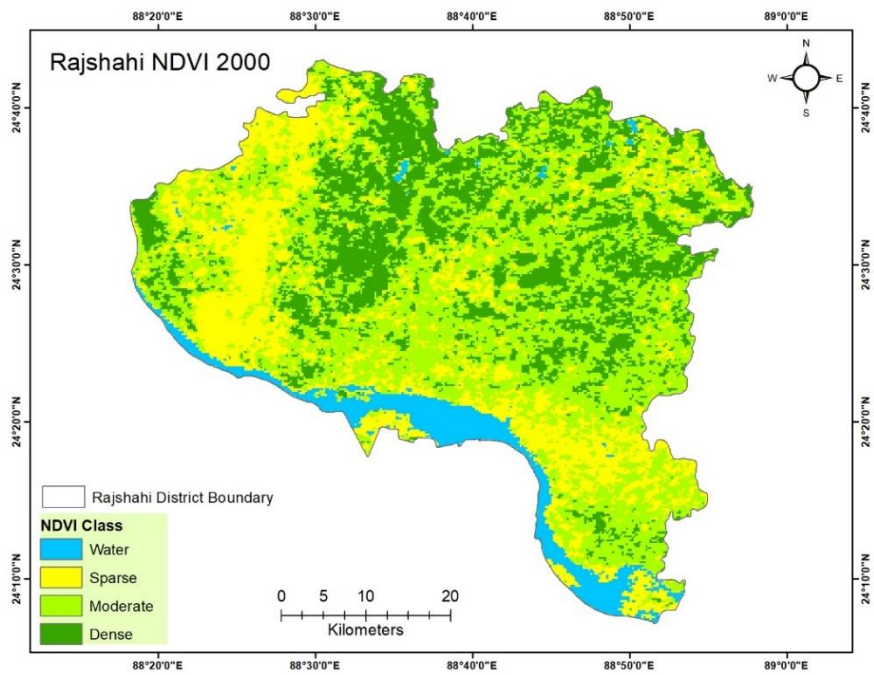 88°20'0"E 88°30'0"E 88°40'0"E 88°50'0"E 89°0'0"E
Rajshahi NDVI 2000
N
W E
S
24°40'0"N 24°40'0"N
24°30'0"N 24°30'0"N
24°20'0"N 24°20'0"N
Rajshahi District Boundary
NDVI Class
Water
Sparse
Moderate
Dense
24°10'0"N 24°10'0"N
0 5 10 20
Kilometers
88°20'0"E 88°30'0"E 88°40'0"E 88°50'0"E 89°0'0"E